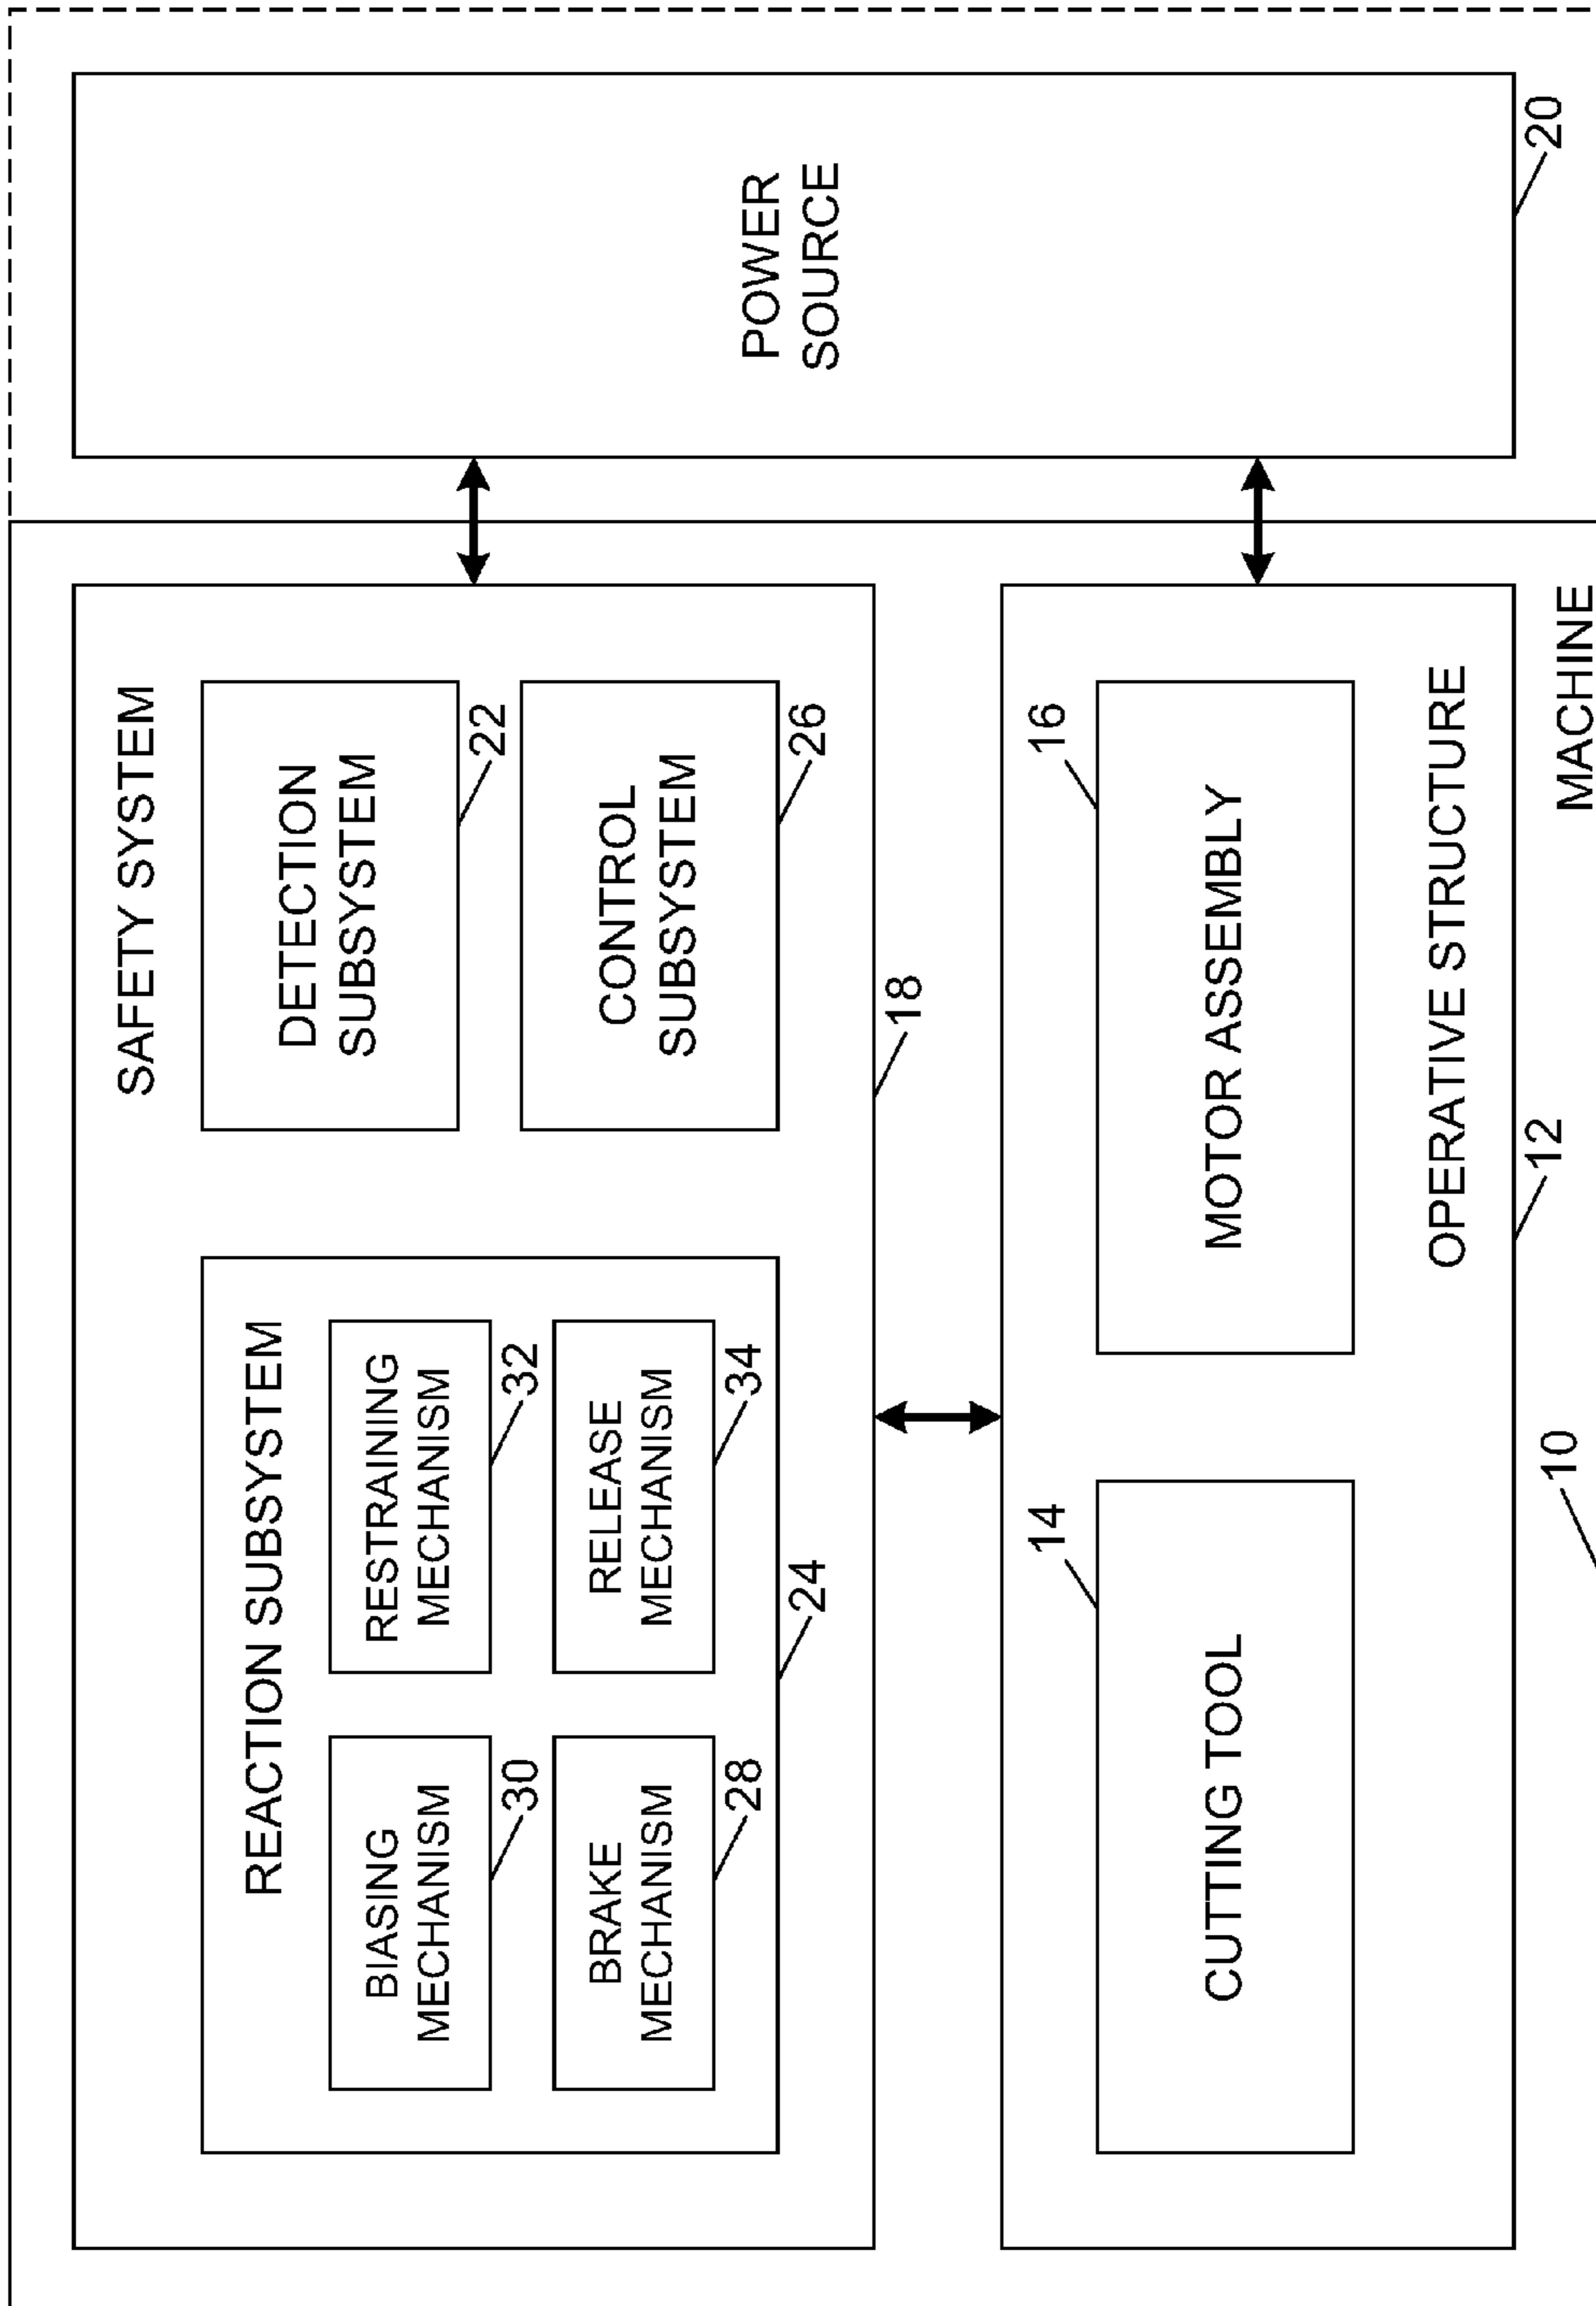 SAFETY SYSTEM
REACTION SUBSYSTEM
BIASING
MECHANISM
30
RESTRAINING
MECHANISM
32
BRAKE
MECHANISM
28
RELEASE
MECHANISM
34
24
DETECTION
SUBSYSTEM
22
CONTROL
SUBSYSTEM
26
18
POWER
SOURCE
20
14
CUTTING TOOL
16
MOTOR ASSEMBLY
OPERATIVE STRUCTURE
12
10
MACHINE